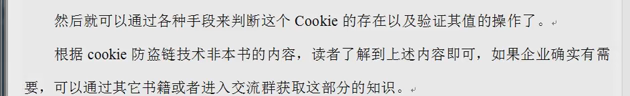 然后就可以通过各种手段来判断这个 Cookie 的存在以及验证其值的操作了。
根据 cookie 防盗链技术非本书的内容，读者了解到上述内容即可，如果企业确实有需
要，可以通过其它书籍或者进入交流群获取这部分的知识。